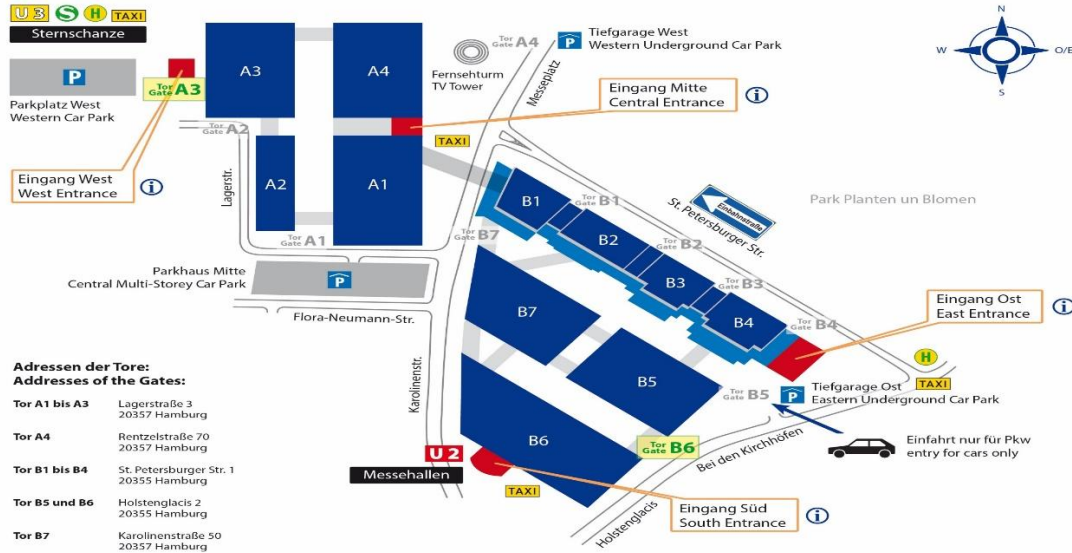 U3 S H TAXI
Sternschanze
P
Parkplatz West
Western Car Park
Tor
Gate A3
Eingang West
West Entrance
i
A3
A4
A2
A1
Tor
Gate A2
Lagerstr.
Tor
Gate A1
Fernsehturm
TV Tower
Tor
Gate A4
Messeplatz
P
Tiefgarage West
Western Underground Car Park
Eingang Mitte
Central Entrance
i
TAXI
N
W
O/E
S
B1
B2
B3
B4
Tor
Gate B1
Tor
Gate B2
Tor
Gate B3
Tor
Gate B4
Einbahnstraße
St. Petersburger Str.
Park Planten un Blomen
Tor
Gate B7
Parkhaus Mitte
Central Multi-Storey Car Park
P
Flora-Neumann-Str.
Karolinenstr.
B7
B5
B6
Eingang Ost
East Entrance
i
H
TAXI
Tor
Gate B5
P
Tiefgarage Ost
Eastern Underground Car Park
Einfahrt nur für Pkw
entry for cars only
Tor
Gate B6
Bei den Kirchhöfen
Holstenglacis
U2
Messehallen
TAXI
Eingang Süd
South Entrance
i
Adressen der Tore:
Addresses of the Gates:
Tor A1 bis A3 Lagerstraße 3
20357 Hamburg
Tor A4 Rentzelstraße 70
20357 Hamburg
Tor B1 bis B4 St. Petersburger Str. 1
20355 Hamburg
Tor B5 und B6 Holstenglacis 2
20355 Hamburg
Tor B7 Karolinenstraße 50
20357 Hamburg